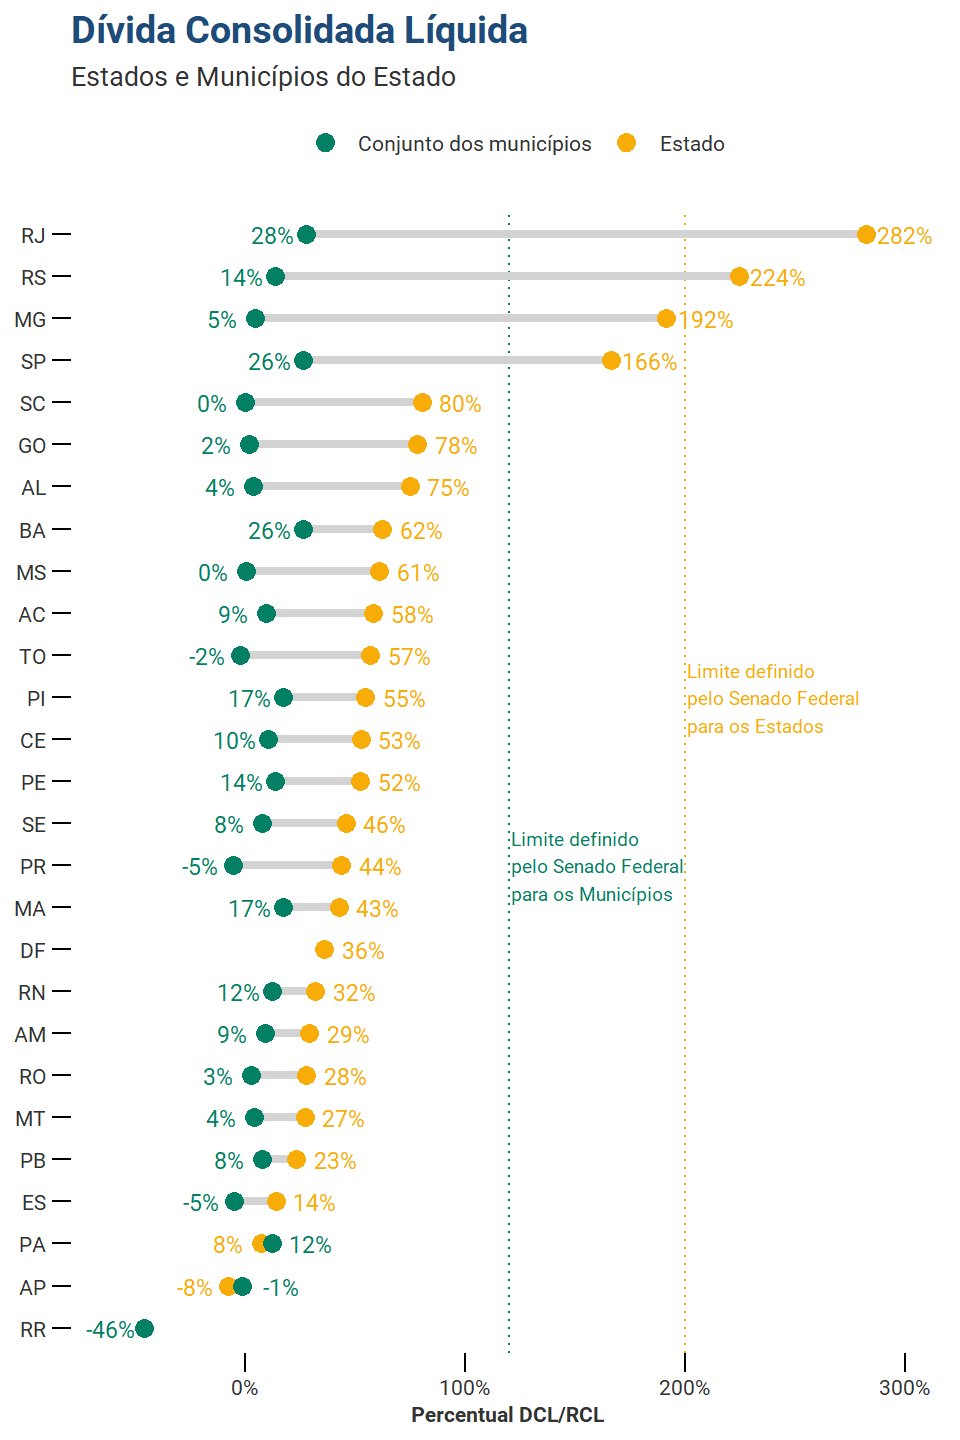 Dívida Consolidada Líquida
Estados e Municípios do Estado
Conjunto dos municípios Estado
RJ 28% 282%
RS 14% 224%
MG 5% 192%
SP 26% 166%
SC 0% 80%
GO 2% 78%
AL 4% 75%
BA 26% 62%
MS 0% 61%
AC 9% 58%
TO -2% 57%
Limite definido
pelo Senado Federal
para os Estados
PI 17% 55%
CE 10% 53%
PE 14% 52%
SE 8% 46%
Limite definido
pelo Senado Federal
para os Municípios
PR -5% 44%
MA 17% 43%
DF 36%
RN 12% 32%
AM 9% 29%
RO 3% 28%
MT 4% 27%
PB 8% 23%
ES -5% 14%
PA 8% 12%
AP -8% -1%
RR -46%
0% 100% 200% 300%
Percentual DCL/RCL